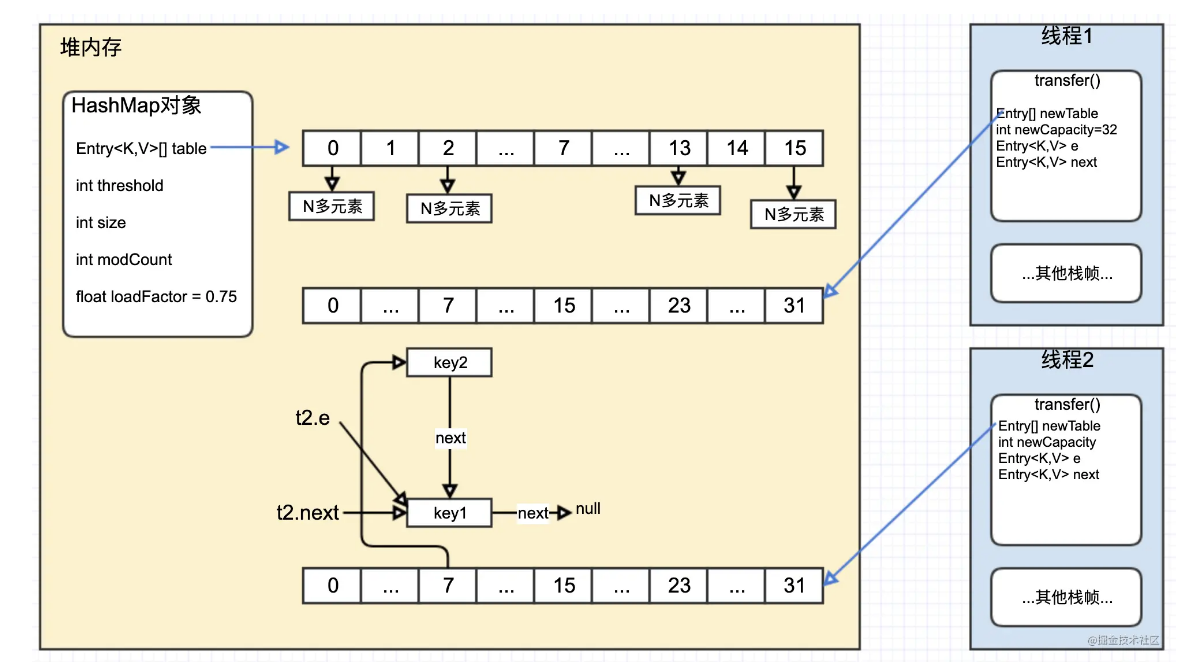 堆内存
HashMap对象
Entry<K,V>[] table
int threshold
int size
int modCount
float loadFactor = 0.75
0 1 2 ... 7 ... 13 14 15
N多元素 N多元素 N多元素 N多元素
0 ... 7 ... 15 ... 23 ... 31
key2
t2.e
next
t2.next
key1
next
null
0 ... 7 ... 15 ... 23 ... 31
线程1
transfer()
Entry[] newTable
int newCapacity=32
Entry<K,V> e
Entry<K,V> next
...其他栈帧...
线程2
transfer()
Entry[] newTable
int newCapacity
Entry<K,V> e
Entry<K,V> next
...其他栈帧...
@掘金技术社区